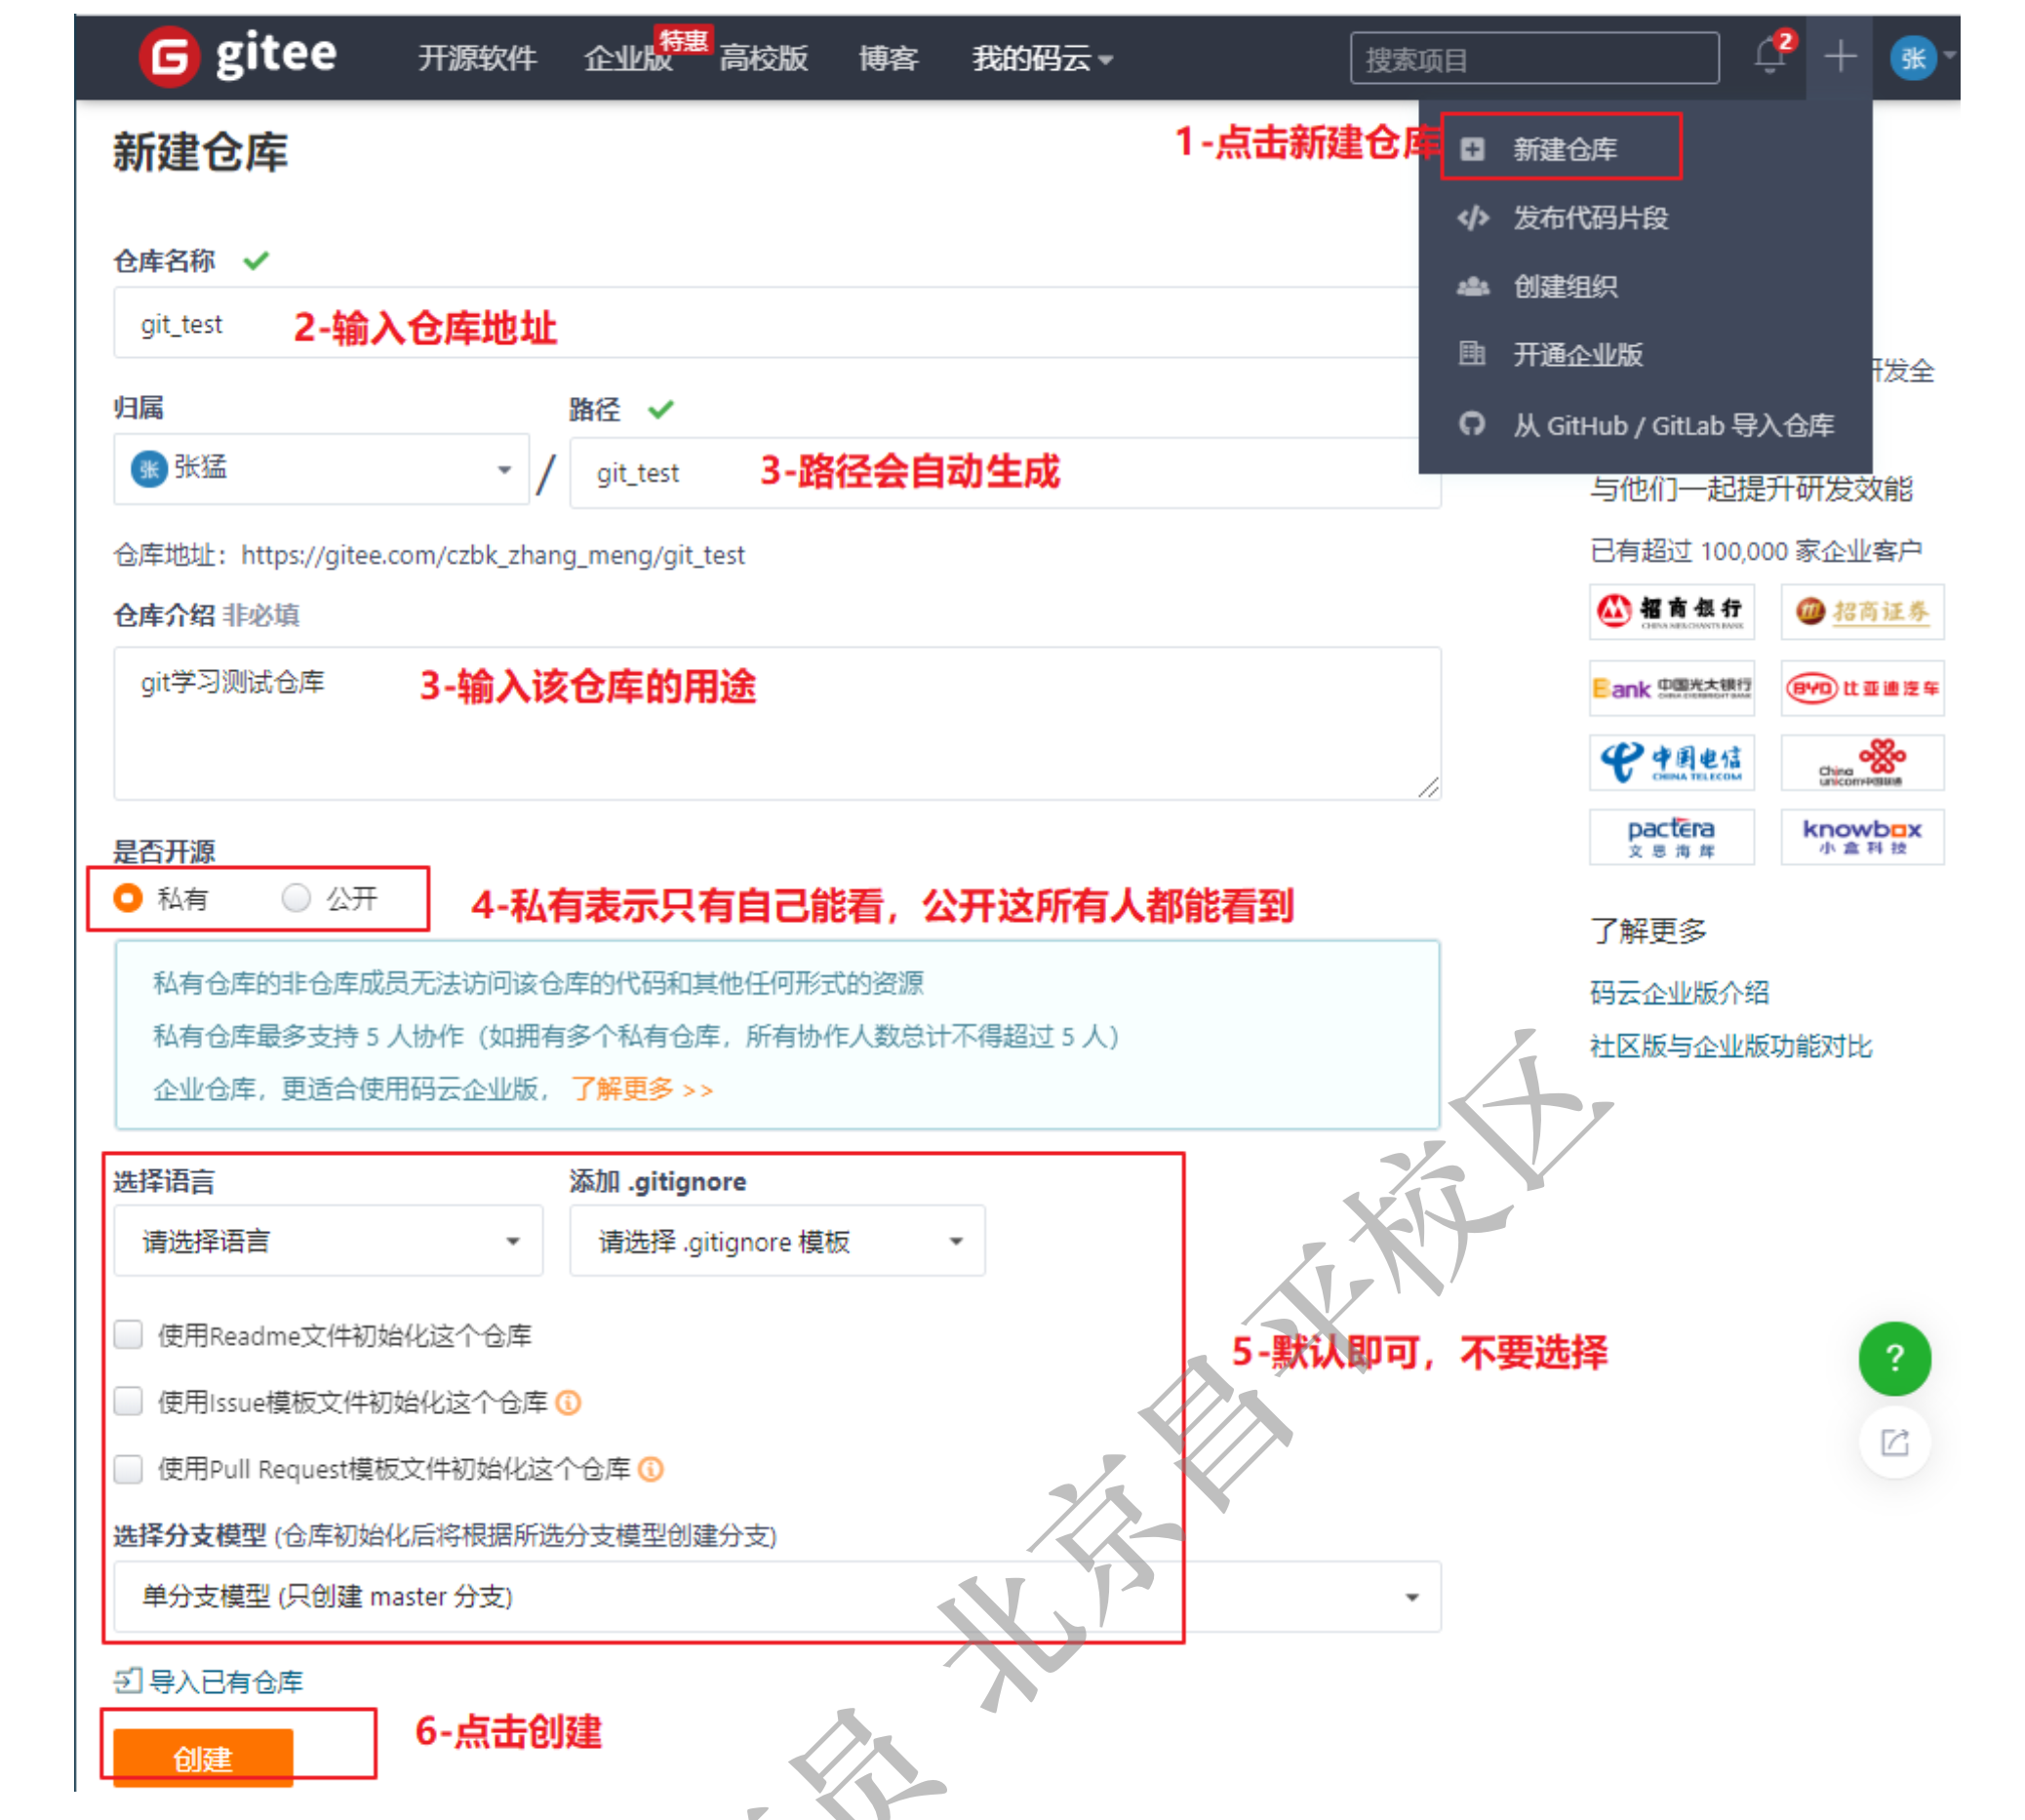 gitee 开源软件 企业版 特惠 高校版 博客 我的码云 搜索项目 2 张
新建仓库
1-点击新建仓库
新建仓库
发布代码片段
创建组织
开通企业版
从 GitHub / GitLab 导入仓库
仓库名称
git_test 2-输入仓库地址
归属 路径
张 张猛 / git_test 3-路径会自动生成
仓库地址：https://gitee.com/czbk_zhang_meng/git_test
仓库介绍 非必填
git学习测试仓库 3-输入该仓库的用途
是否开源
私有 公开 4-私有表示只有自己能看，公开这所有人都能看到
私有仓库的非仓库成员无法访问该仓库的代码和其他任何形式的资源
私有仓库最多支持 5 人协作（如拥有多个私有仓库，所有协作人数总计不得超过 5 人）
企业仓库，更适合使用码云企业版，了解更多 >>
选择语言 添加 .gitignore
请选择语言 请选择 .gitignore 模板
使用Readme文件初始化这个仓库
使用Issue模板文件初始化这个仓库
使用Pull Request模板文件初始化这个仓库
5-默认即可，不要选择
选择分支模型 (仓库初始化后将根据所选分支模型创建分支)
单分支模型 (只创建 master 分支)
导入已有仓库
创建 6-点击创建
研发全
与他们一起提升研发效能
已有超过 100,000 家企业客户
招商银行 CHINA MERCHANTS BANK 招商证券
Bank 中国光大银行 CHINA EVERBRIGHT BANK BYD 比亚迪汽车
中国电信 CHINA TELECOM China unicom中国联通
pactera 文思海辉 knowbox 小盒科技
了解更多
码云企业版介绍
社区版与企业版功能对比
?
员 北京昌平校区